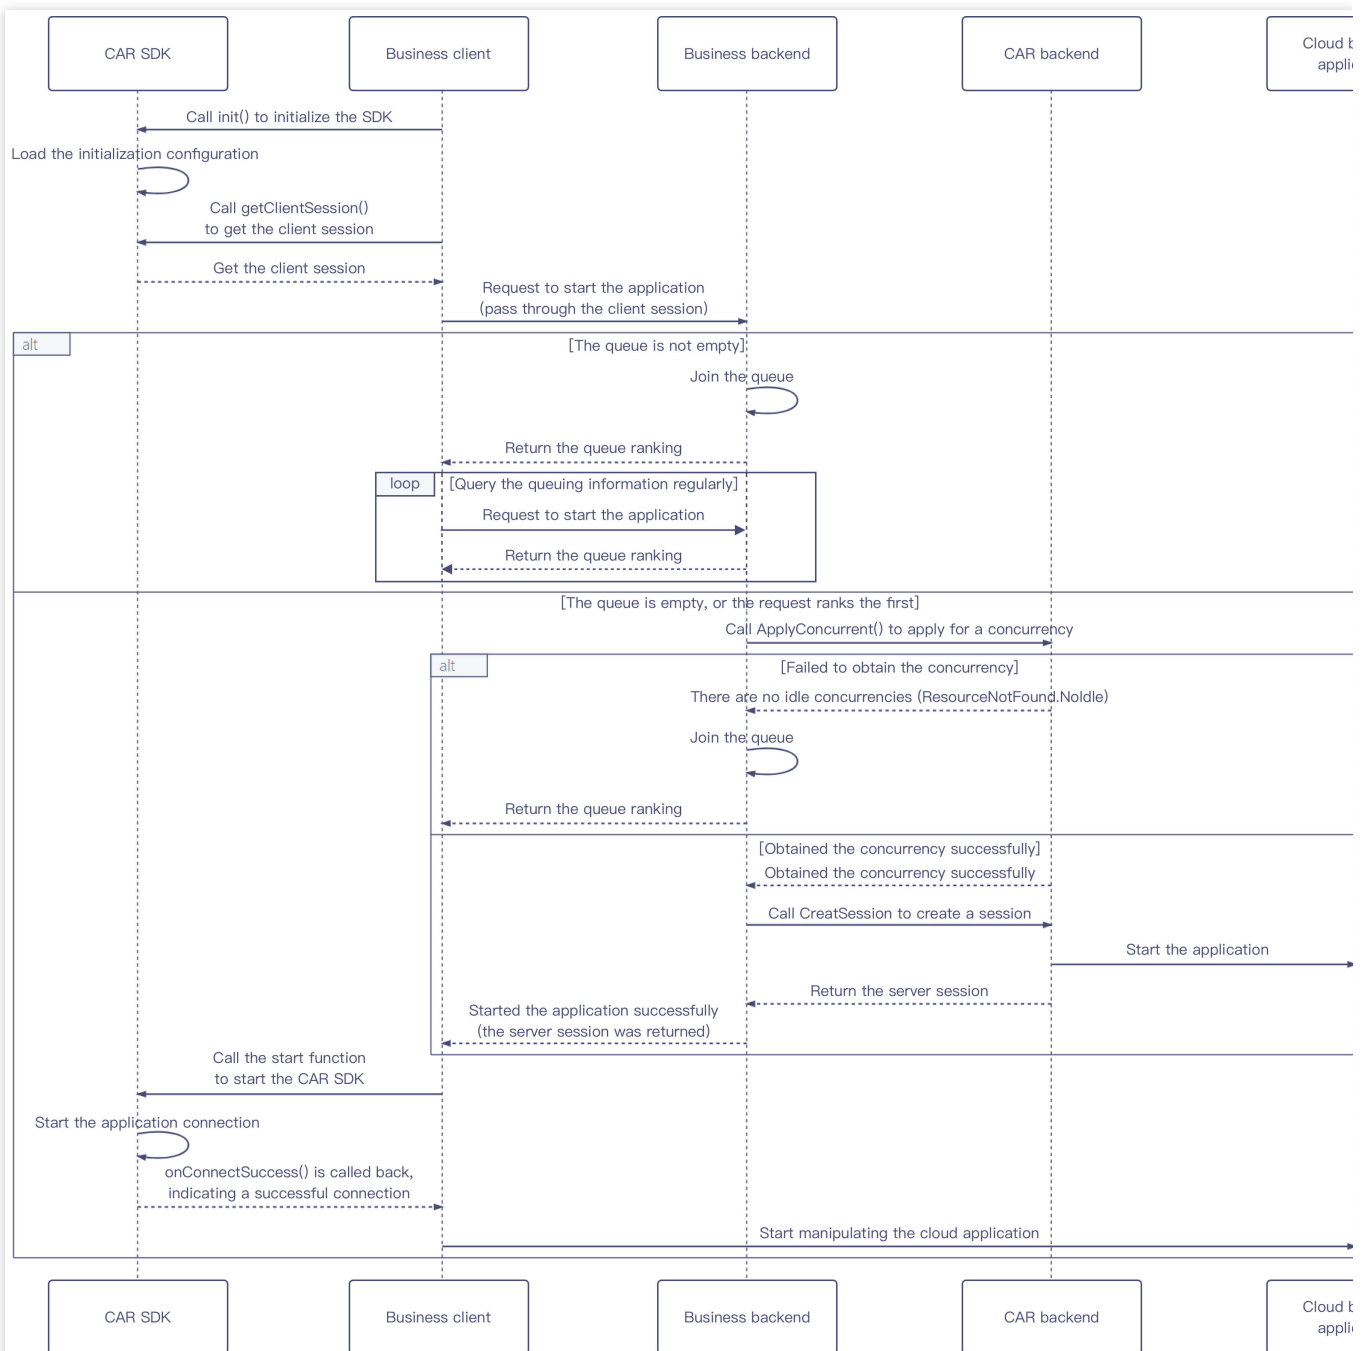 CAR SDK
Business client
Business backend
CAR backend
Cloud
appli
Call init() to initialize the SDK
Load the initialization configuration
Call getClientSession()
to get the client session
Get the client session
Request to start the application
(pass through the client session)
alt
[The queue is not empty]
Join the queue
Return the queue ranking
loop
[Query the queuing information regularly]
Request to start the application
Return the queue ranking
[The queue is empty, or the request ranks the first]
Call ApplyConcurrent() to apply for a concurrency
alt
[Failed to obtain the concurrency]
There are no idle concurrencies (ResourceNotFound.NoIdle)
Join the queue
Return the queue ranking
[Obtained the concurrency successfully]
Obtained the concurrency successfully
Call CreatSession to create a session
Start the application
Return the server session
Started the application successfully
(the server session was returned)
Call the start function
to start the CAR SDK
Start the application connection
onConnectSuccess() is called back,
indicating a successful connection
Start manipulating the cloud application
CAR SDK
Business client
Business backend
CAR backend
Cloud
appli